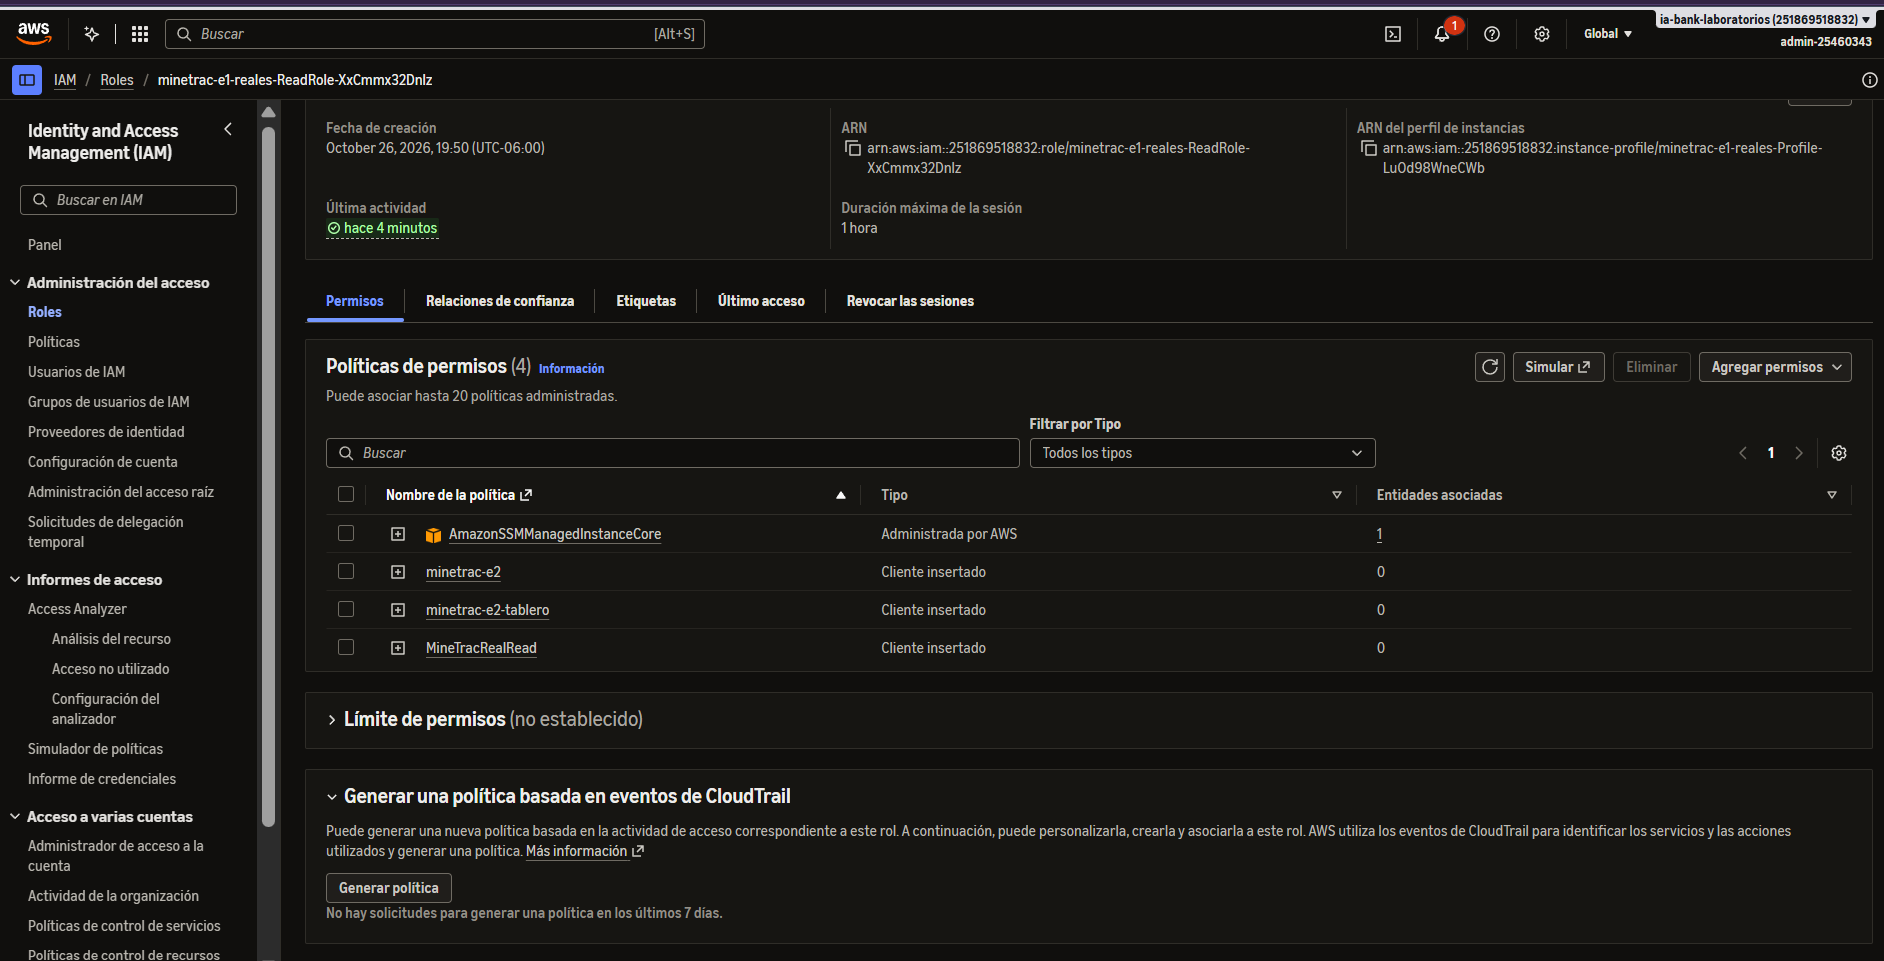 aws
Buscar
[Alt+S]
1
Global
ia-bank-laboratorios (251869518832)
admin-25460343
IAM / Roles / minetrac-e1-reales-ReadRole-XxCmmx32Dnlz
Identity and Access
Management (IAM)
Buscar en IAM
Panel
Administración del acceso
Roles
Políticas
Usuarios de IAM
Grupos de usuarios de IAM
Proveedores de identidad
Configuración de cuenta
Administración del acceso raíz
Solicitudes de delegación
temporal
Informes de acceso
Access Analyzer
Análisis del recurso
Acceso no utilizado
Configuración del
analizador
Simulador de políticas
Informe de credenciales
Acceso a varias cuentas
Administrador de acceso a la
cuenta
Actividad de la organización
Políticas de control de servicios
Políticas de control de recursos
Fecha de creación
October 26, 2026, 19:50 (UTC-06:00)
Última actividad
hace 4 minutos
ARN
arn:aws:iam::251869518832:role/minetrac-e1-reales-ReadRole-
XxCmmx32Dnlz
Duración máxima de la sesión
1 hora
ARN del perfil de instancias
arn:aws:iam::251869518832:instance-profile/minetrac-e1-reales-Profile-
LuOd98WneCWb
Permisos
Relaciones de confianza
Etiquetas
Último acceso
Revocar las sesiones
Políticas de permisos (4) Información
Puede asociar hasta 20 políticas administradas.
Simular
Eliminar
Agregar permisos
Filtrar por Tipo
Buscar
Todos los tipos
1
Nombre de la política Tipo Entidades asociadas
AmazonSSMManagedInstanceCore Administrada por AWS 1
minetrac-e2 Cliente insertado 0
minetrac-e2-tablero Cliente insertado 0
MineTracRealRead Cliente insertado 0
Límite de permisos (no establecido)
Generar una política basada en eventos de CloudTrail
Puede generar una nueva política basada en la actividad de acceso correspondiente a este rol. A continuación, puede personalizarla, crearla y asociarla a este rol. AWS utiliza los eventos de CloudTrail para identificar los servicios y las acciones
utilizados y generar una política. Más información
Generar política
No hay solicitudes para generar una política en los últimos 7 días.